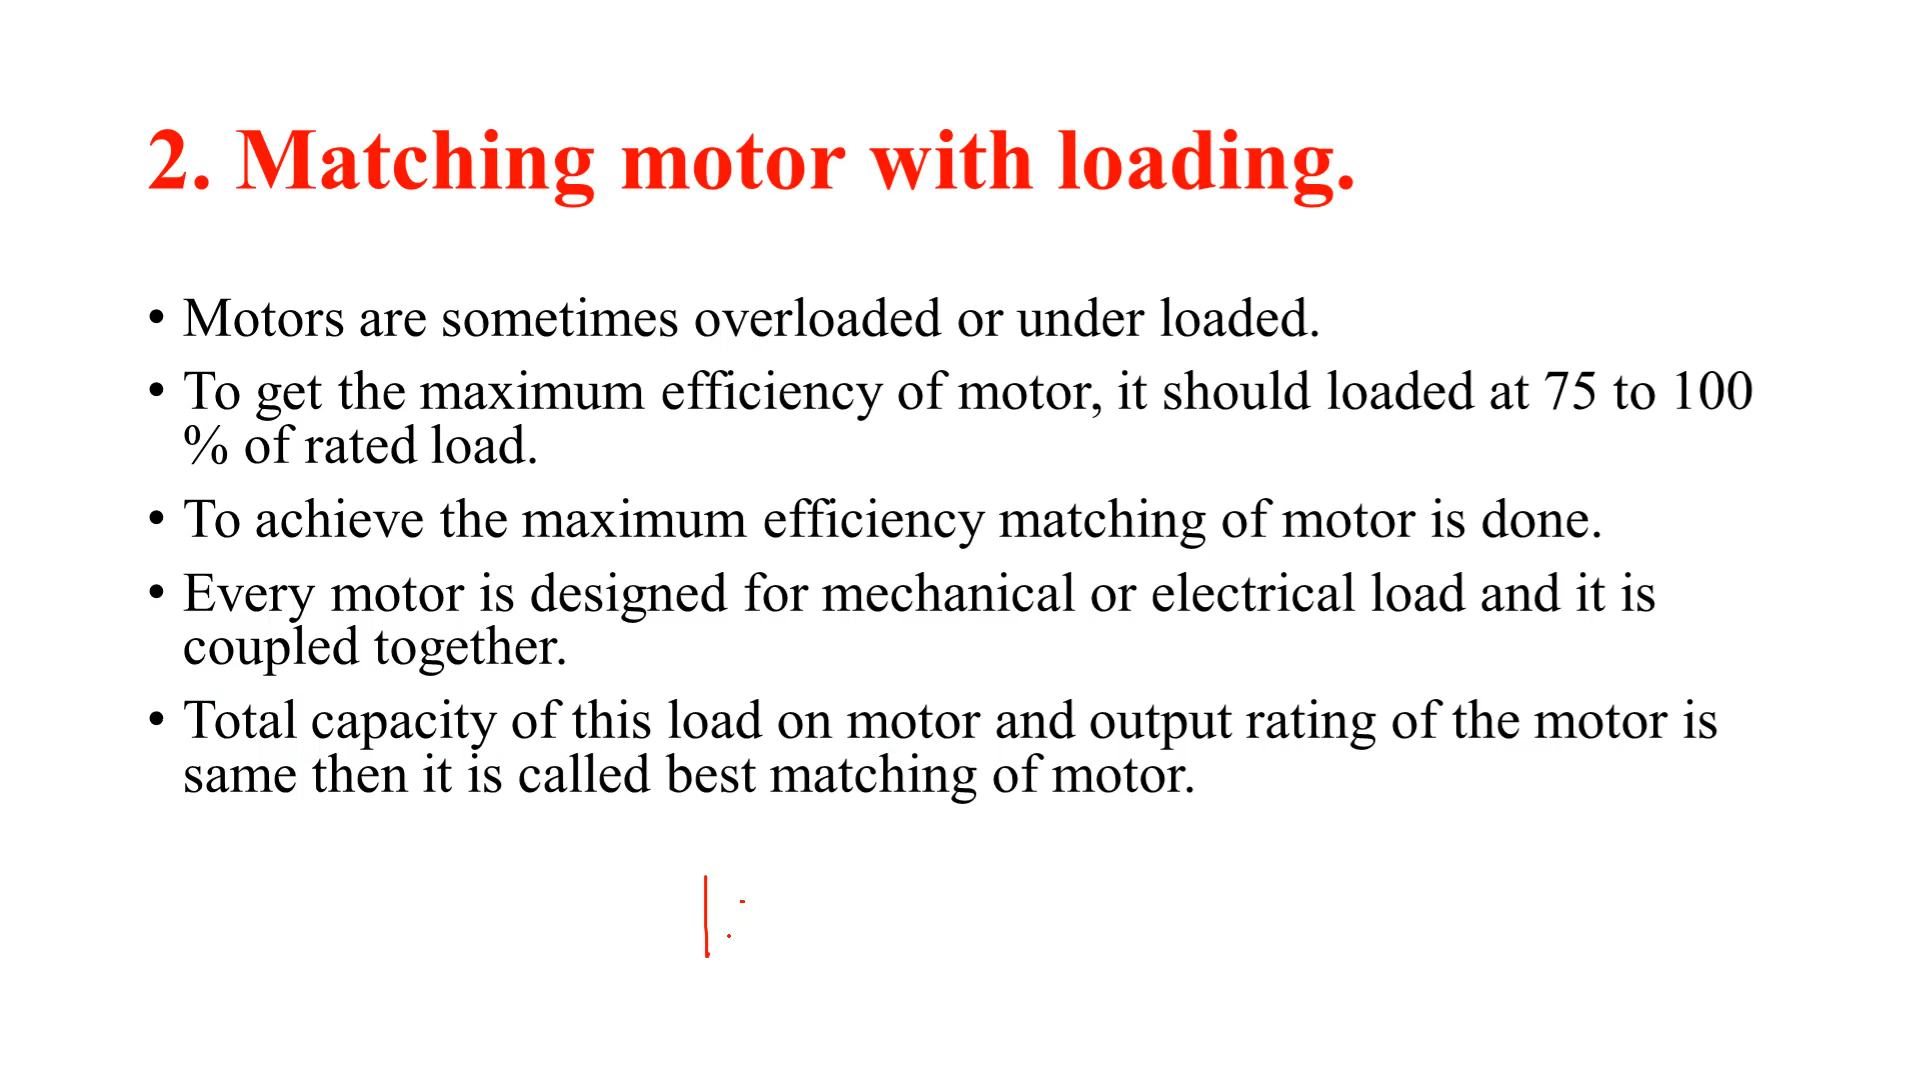 2. Matching motor with loading.
• Motors are sometimes overloaded or under loaded.
• To get the maximum efficiency of motor, it should loaded at 75 to 100
% of rated load.
• To achieve the maximum efficiency matching of motor is done.
• Every motor is designed for mechanical or electrical load and it is
coupled together.
• Total capacity of this load on motor and output rating of the motor is
same then it is called best matching of motor.